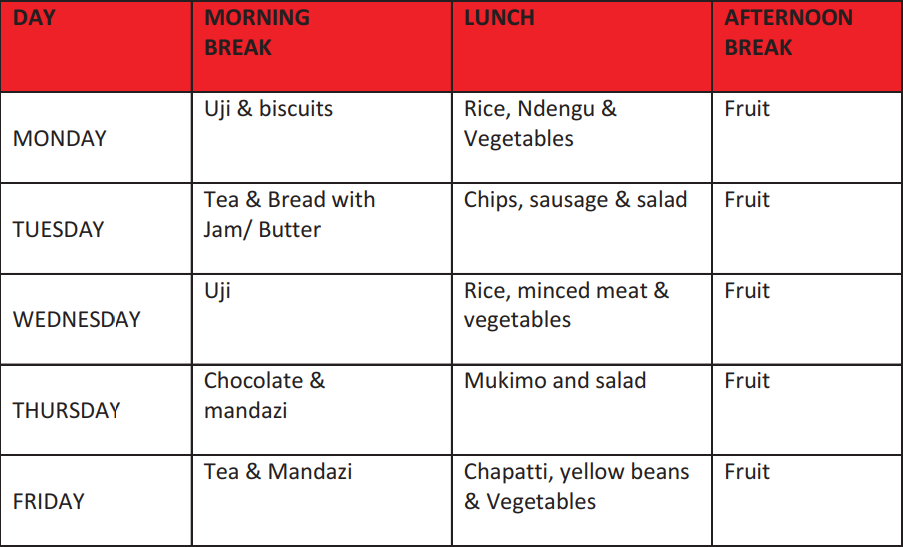 DAY MORNING BREAK LUNCH AFTERNOON BREAK
MONDAY Uji & biscuits Rice, Ndengu & Vegetables Fruit
TUESDAY Tea & Bread with Jam/ Butter Chips, sausage & salad Fruit
WEDNESDAY Uji Rice, minced meat & vegetables Fruit
THURSDAY Chocolate & mandazi Mukimo and salad Fruit
FRIDAY Tea & Mandazi Chapatti, yellow beans & Vegetables Fruit